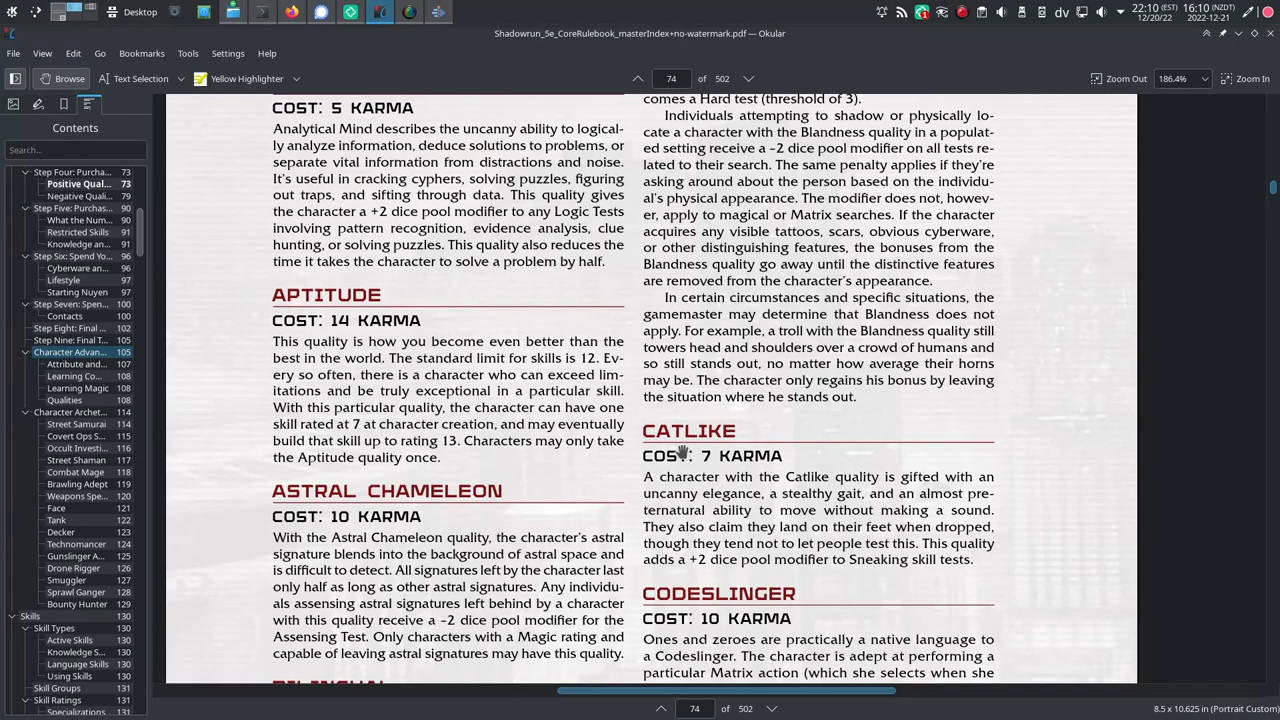 Desktop
1
dv
22:10 (EST)
12/20/22
16:10 (NZDT)
2022-12-21
Shadowrun_5e_CoreRulebook_masterIndex+no-watermark.pdf — Okular
File View Edit Go Bookmarks Tools Settings Help
Browse Text Selection Yellow Highlighter 74 of 502 Zoom Out 186.4% Zoom In
Contents
Search...
Step Four: Purcha... 73
Positive Qual... 73
Negative Quali... 79
Step Five: Purchas... 90
What the Num... 90
Restricted Skills 91
Knowledge an... 91
Step Six: Spend Yo... 96
Cyberware an... 96
Lifestyle 97
Starting Nuyen 97
Step Seven: Spen... 100
Contacts 100
Step Eight: Final ... 102
Step Nine: Final T... 105
Character Advan... 105
Attribute and... 107
Learning Co... 108
Learning Magic 108
Qualities 108
Character Archet... 114
Street Samurai 114
Covert Ops S... 115
Occult Investi... 115
Street Shaman 116
Combat Mage 118
Brawling Adept 119
Weapons Spe... 120
Face 121
Tank 122
Decker 123
Technomancer 124
Gunslinger A... 125
Drone Rigger 126
Smuggler 127
Sprawl Ganger 128
Bounty Hunter 129
Skills 130
Skill Types 130
Active Skills 130
Knowledge S... 130
Language Skills 130
Using Skills 130
Skill Groups 131
Skill Ratings 131
Specializations 131
COST: 5 KARMA
Analytical Mind describes the uncanny ability to logical-
ly analyze information, deduce solutions to problems, or
separate vital information from distractions and noise.
It's useful in cracking cyphers, solving puzzles, figuring
out traps, and sifting through data. This quality gives
the character a +2 dice pool modifier to any Logic Tests
involving pattern recognition, evidence analysis, clue
hunting, or solving puzzles. This quality also reduces the
time it takes the character to solve a problem by half.
APTITUDE
COST: 14 KARMA
This quality is how you become even better than the
best in the world. The standard limit for skills is 12. Ev-
ery so often, there is a character who can exceed lim-
itations and be truly exceptional in a particular skill.
With this particular quality, the character can have one
skill rated at 7 at character creation, and may eventually
build that skill up to rating 13. Characters may only take
the Aptitude quality once.
ASTRAL CHAMELEON
COST: 10 KARMA
With the Astral Chameleon quality, the character's astral
signature blends into the background of astral space and
is difficult to detect. All signatures left by the character last
only half as long as other astral signatures. Any individu-
als assensing astral signatures left behind by a character
with this quality receive a -2 dice pool modifier for the
Assensing Test. Only characters with a Magic rating and
capable of leaving astral signatures may have this quality.
BILINGUAL
comes a Hard test (threshold of 3).
Individuals attempting to shadow or physically lo-
cate a character with the Blandness quality in a populat-
ed setting receive a -2 dice pool modifier on all tests re-
lated to their search. The same penalty applies if they're
asking around about the person based on the individu-
al's physical appearance. The modifier does not, howev-
er, apply to magical or Matrix searches. If the character
acquires any visible tattoos, scars, obvious cyberware,
or other distinguishing features, the bonuses from the
Blandness quality go away until the distinctive features
are removed from the character's appearance.
In certain circumstances and specific situations, the
gamemaster may determine that Blandness does not
apply. For example, a troll with the Blandness quality still
towers head and shoulders over a crowd of humans and
so still stands out, no matter how average their horns
may be. The character only regains his bonus by leaving
the situation where he stands out.
CATLIKE
COST: 7 KARMA
A character with the Catlike quality is gifted with an
uncanny elegance, a stealthy gait, and an almost pre-
ternatural ability to move without making a sound.
They also claim they land on their feet when dropped,
though they tend not to let people test this. This quality
adds a +2 dice pool modifier to Sneaking skill tests.
CODESLINGER
COST: 10 KARMA
Ones and zeroes are practically a native language to
a Codeslinger. The character is adept at performing a
particular Matrix action (which she selects when she
74 of 502
8.5 x 10.625 in (Portrait Custom)